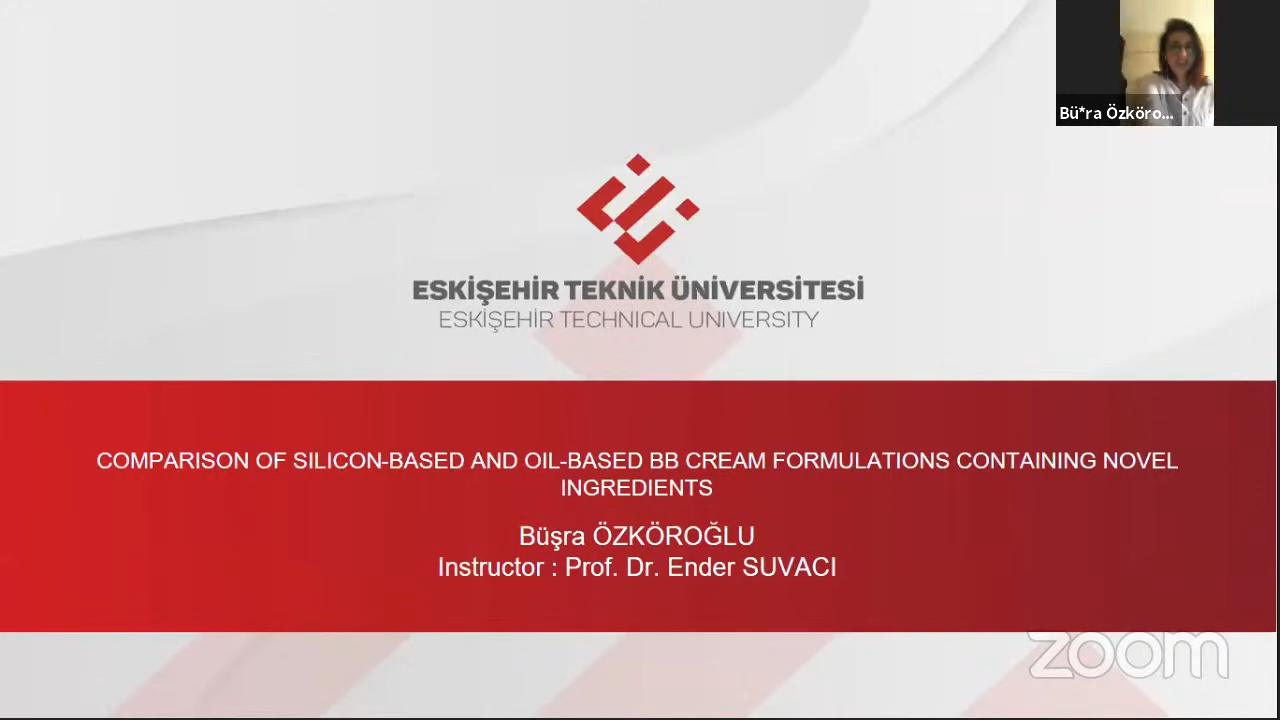 Bü*ra Özköro...
ESKİŞEHİR TEKNİK ÜNİVERSİTESİ
ESKİŞEHİR TECHNICAL UNIVERSITY
COMPARISON OF SILICON-BASED AND OIL-BASED BB CREAM FORMULATIONS CONTAINING NOVEL
INGREDIENTS
Büşra ÖZKÖROĞLU
Instructor : Prof. Dr. Ender SUVACI
zoom